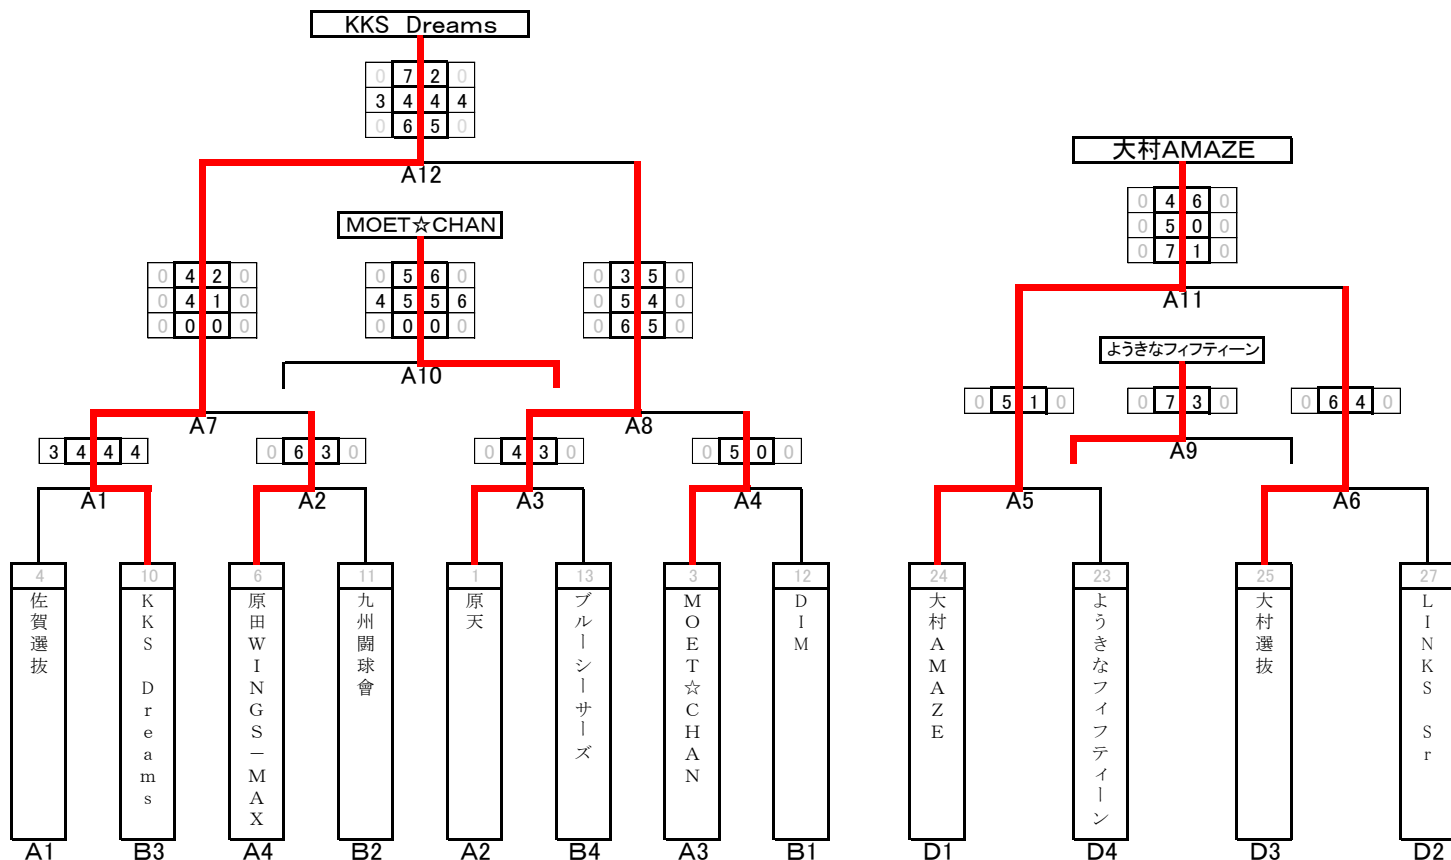 KKS Dreams
0 7 2 0
3 4 4 4
0 6 5 0
A12
大村AMAZE
0 4 6 0
0 5 0 0
0 7 1 0
A11
MOET☆CHAN
0 4 2 0
0 4 1 0
0 0 0 0
0 5 6 0
4 5 5 6
0 0 0 0
0 3 5 0
0 5 4 0
0 6 5 0
A10
ようきなフィフティーン
0 5 1 0
0 7 3 0
0 6 4 0
A7
A8
A9
3 4 4 4
0 6 3 0
0 4 3 0
0 5 0 0
A1
A2
A3
A4
A5
A6
4
佐賀選抜
A1
10
KKS Dreams
B3
6
原田WINGS－MAX
A4
11
九州闘球會
B2
1
原天
A2
13
ブルーシーサーズ
B4
3
MOET☆CHAN
A3
12
DIM
B1
24
大村AMAZE
D1
23
ようきなフィフティーン
D4
25
大村選抜
D3
27
LINKS Sr
D2